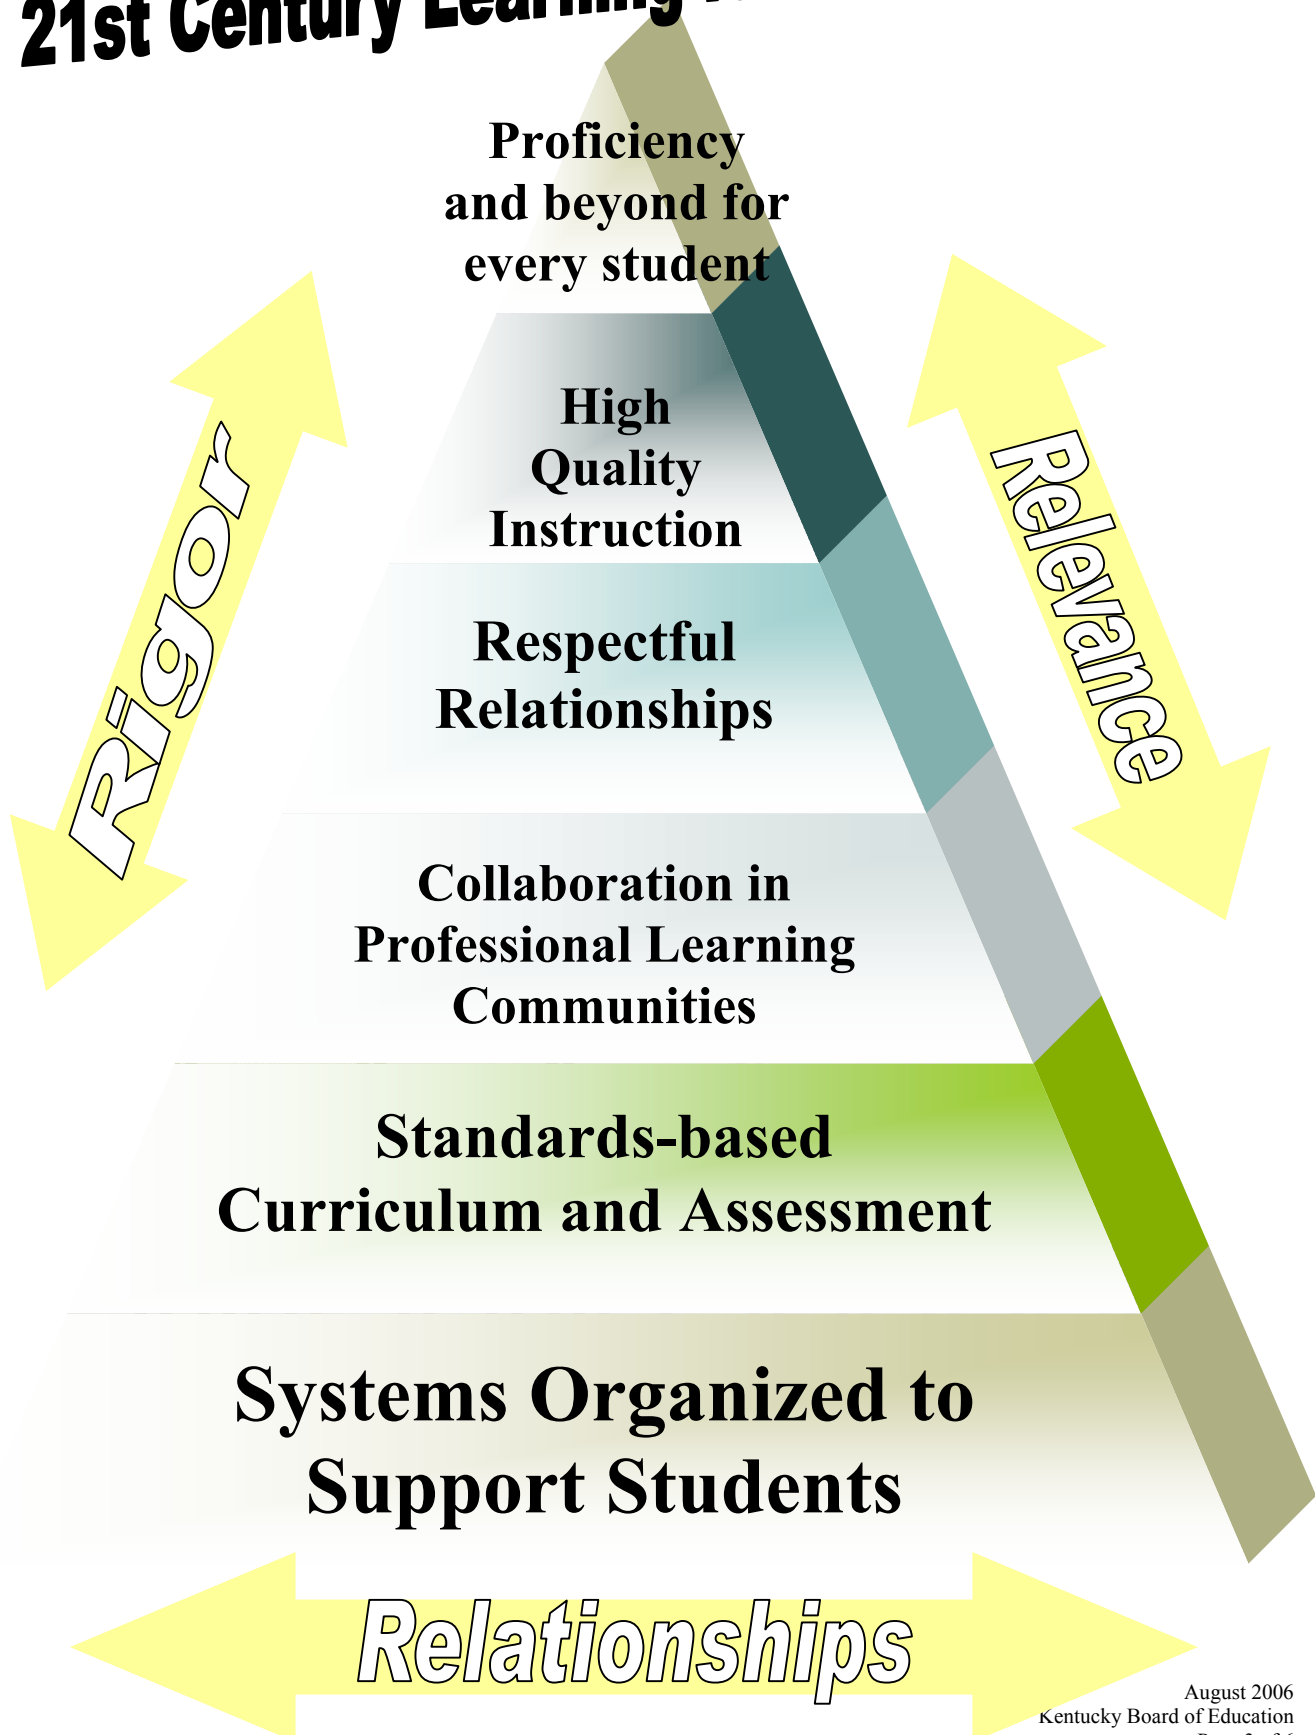 21st Century Learning
Proficiency
and beyond for
every student
High
Quality
Instruction
Rigor
Relevance
Respectful
Relationships
Collaboration in
Professional Learning
Communities
Standards-based
Curriculum and Assessment
Systems Organized to
Support Students
Relationships
August 2006
Kentucky Board of Education